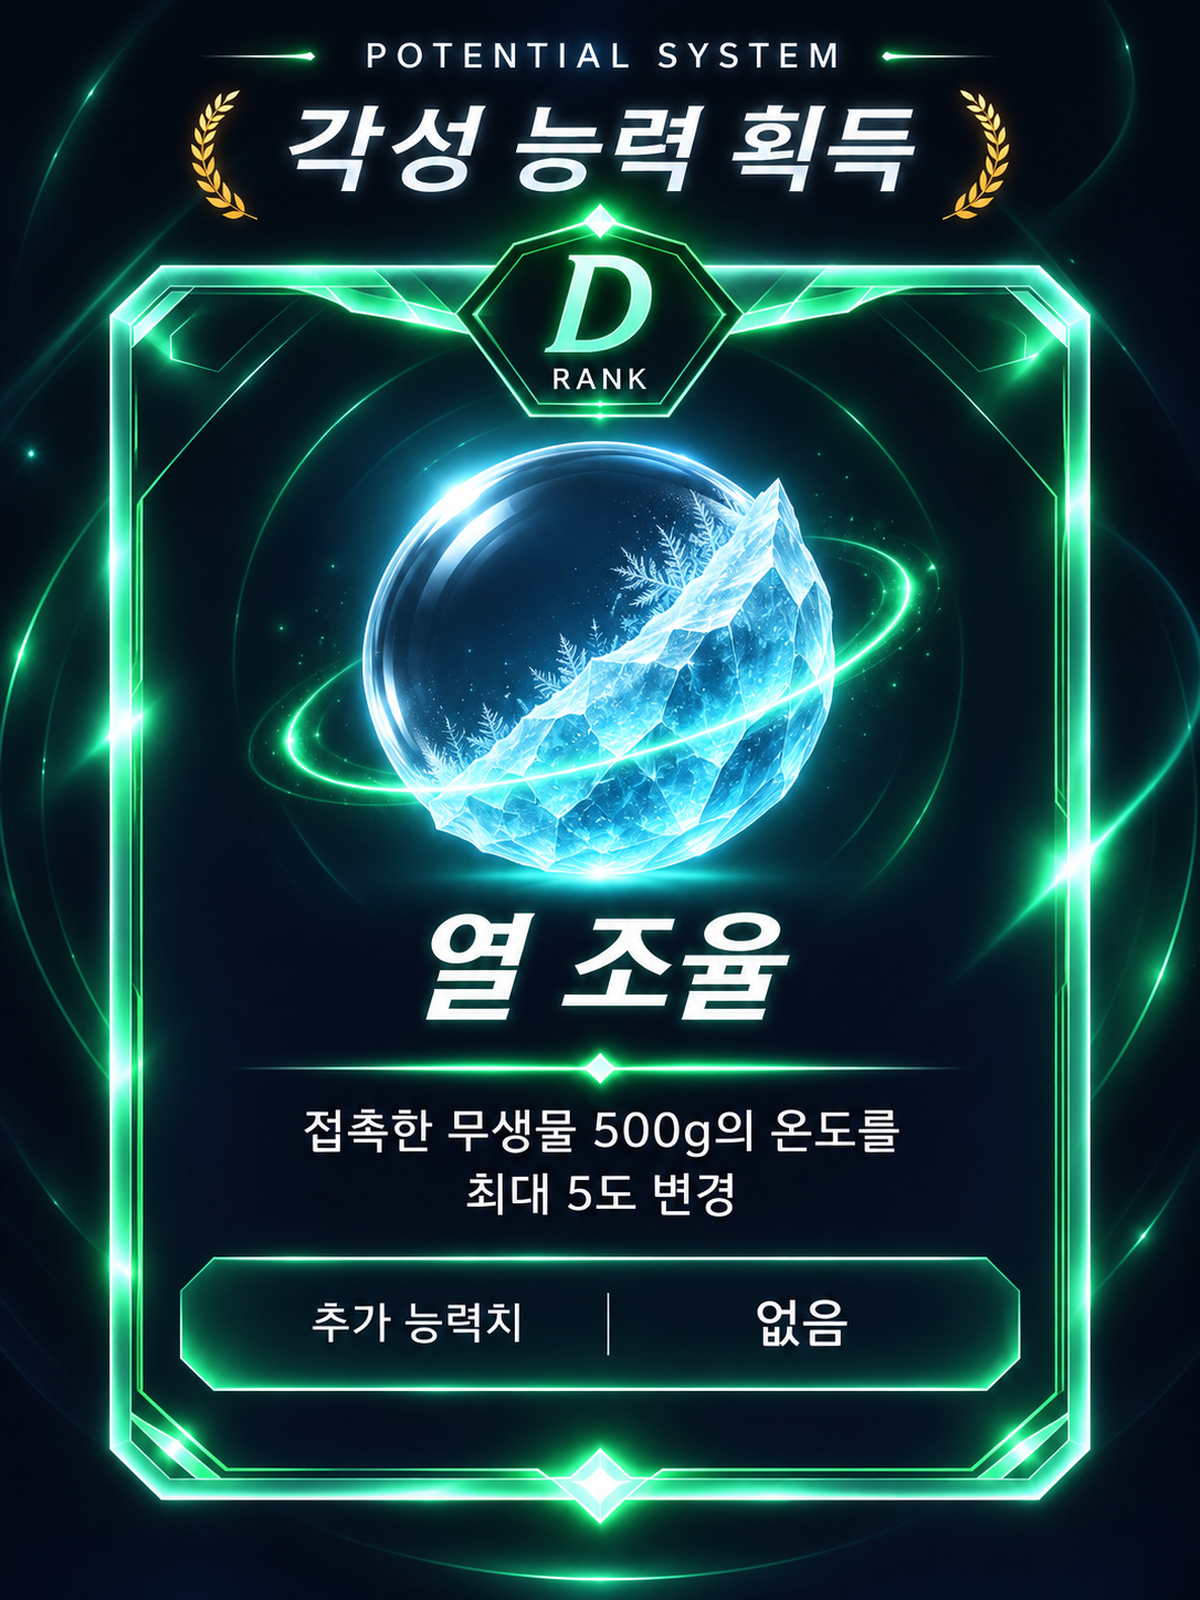 POTENTIAL SYSTEM
각성 능력 획득
D
RANK
열 조율
접촉한 무생물 500g의 온도를
최대 5도 변경
추가 능력치 없음